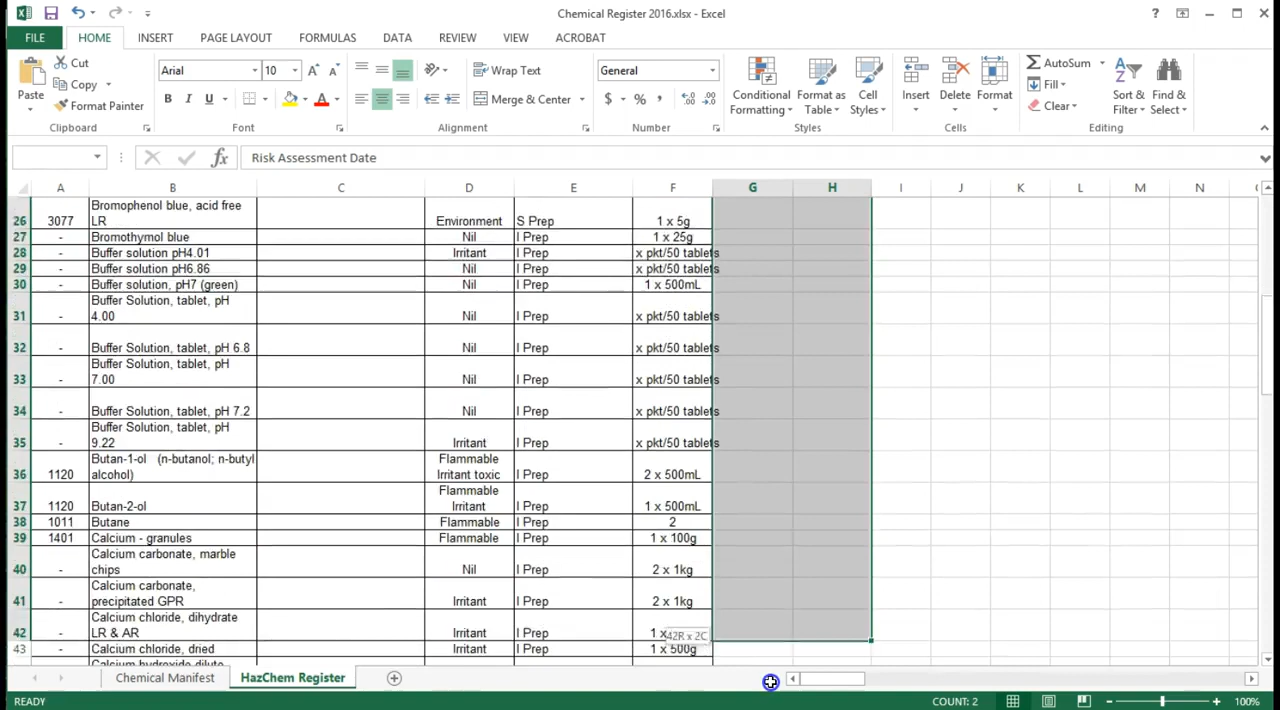 Chemical Register 2016.xlsx - Excel
?
FILE HOME INSERT PAGE LAYOUT FORMULAS DATA REVIEW VIEW ACROBAT
Paste
Cut
Copy
Format Painter
Clipboard
Arial 10
B I U
Font
Wrap Text
Merge & Center
Alignment
General
$ % ,
Number
Conditional Formatting
Format as Table
Cell Styles
Styles
Insert Delete Format
Cells
AutoSum
Fill
Clear
Sort & Filter
Find & Select
Editing
fx Risk Assessment Date
A B C D E F G H I J K L M N
26 3077 Bromophenol blue, acid free LR Environment S Prep 1 x 5g
27 - Bromothymol blue Nil I Prep 1 x 25g
28 - Buffer solution pH4.01 Irritant I Prep x pkt/50 tablets
29 - Buffer solution pH6.86 Nil I Prep x pkt/50 tablets
30 - Buffer solution, pH7 (green) Nil I Prep 1 x 500mL
31 - Buffer Solution, tablet, pH 4.00 Nil I Prep x pkt/50 tablets
32 - Buffer Solution, tablet, pH 6.8 Nil I Prep x pkt/50 tablets
33 - Buffer Solution, tablet, pH 7.00 Nil I Prep x pkt/50 tablets
34 - Buffer Solution, tablet, pH 7.2 Nil I Prep x pkt/50 tablets
35 - Buffer Solution, tablet, pH 9.22 Irritant I Prep x pkt/50 tablets
36 1120 Butan-1-ol (n-butanol; n-butyl alcohol) Flammable Irritant toxic I Prep 2 x 500mL
37 1120 Butan-2-ol Flammable Irritant I Prep 1 x 500mL
38 1011 Butane Flammable I Prep 2
39 1401 Calcium - granules Flammable I Prep 1 x 100g
40 - Calcium carbonate, marble chips Nil I Prep 2 x 1kg
41 - Calcium carbonate, precipitated GPR Irritant I Prep 2 x 1kg
42 - Calcium chloride, dihydrate LR & AR Irritant I Prep 1 x
42R x 2C
43 - Calcium chloride, dried Irritant I Prep 1 x 500g
Calcium hydroxide dilute
Chemical Manifest HazChem Register
READY COUNT: 2 100%